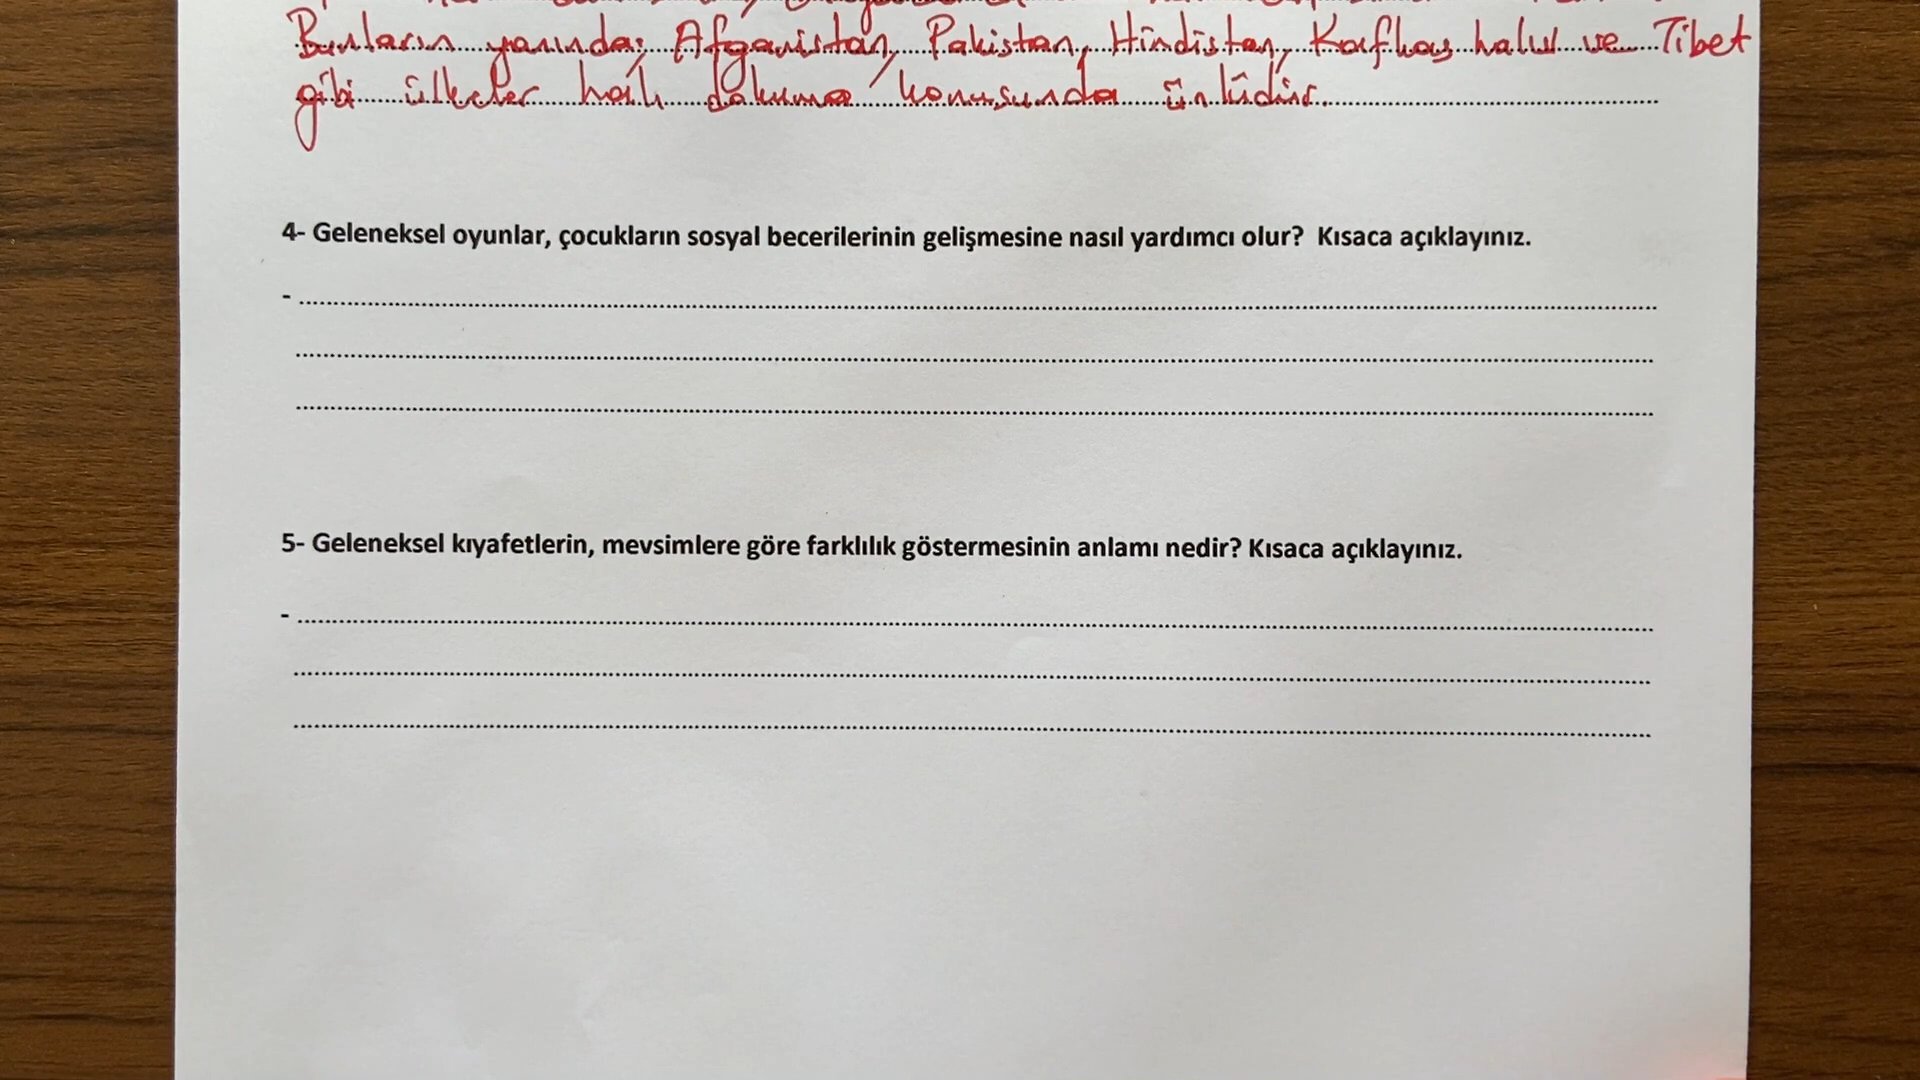 Bunların yanında; Afganistan, Pakistan, Hindistan, Kafkas halısı ve Tibet
gibi ülkeler halı dokuma konusunda ünlüdür.
4- Geleneksel oyunlar, çocukların sosyal becerilerinin gelişmesine nasıl yardımcı olur? Kısaca açıklayınız.
-
5- Geleneksel kıyafetlerin, mevsimlere göre farklılık göstermesinin anlamı nedir? Kısaca açıklayınız.
-